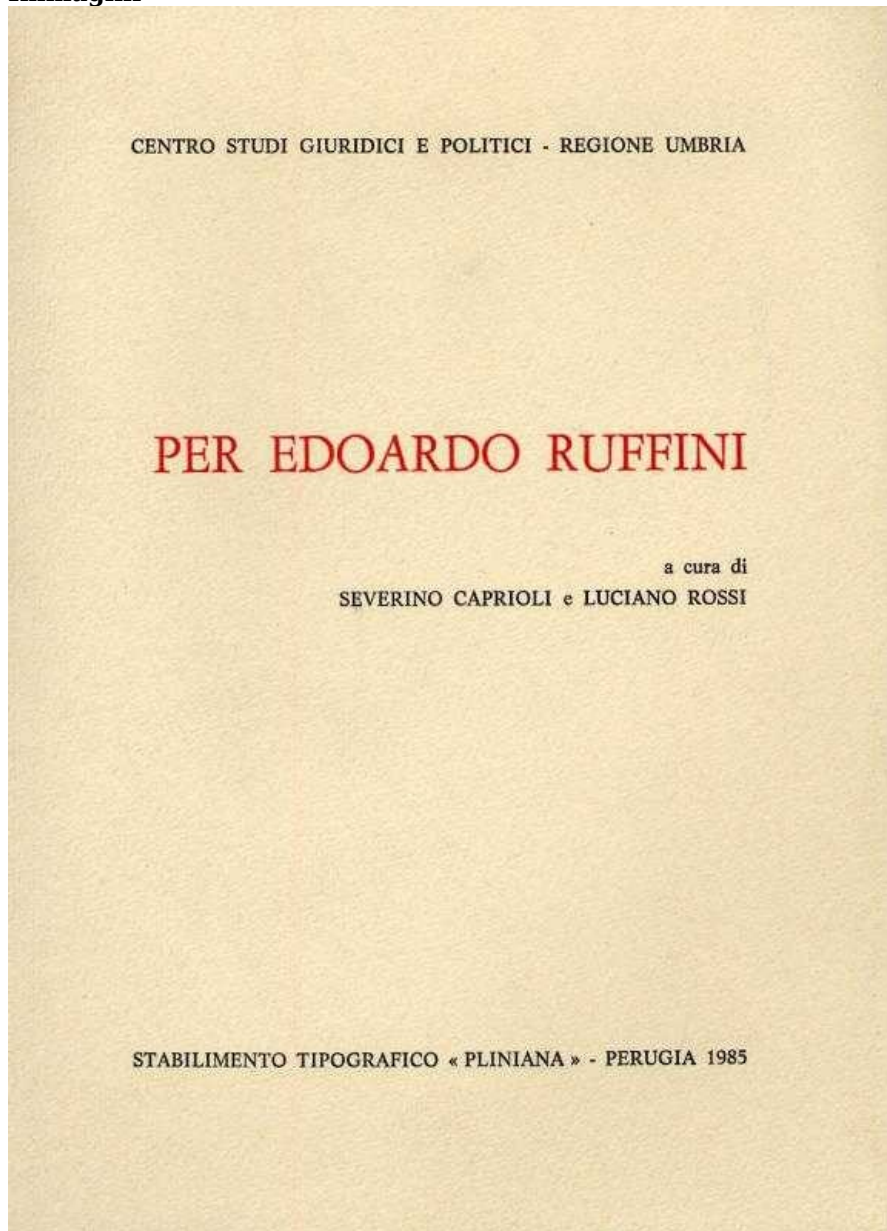 CENTRO STUDI GIURIDICI E POLITICI - REGIONE UMBRIA
PER EDOARDO RUFFINI
a cura di
SEVERINO CAPRIOLI e LUCIANO ROSSI
STABILIMENTO TIPOGRAFICO « PLINIANA » - PERUGIA 1985